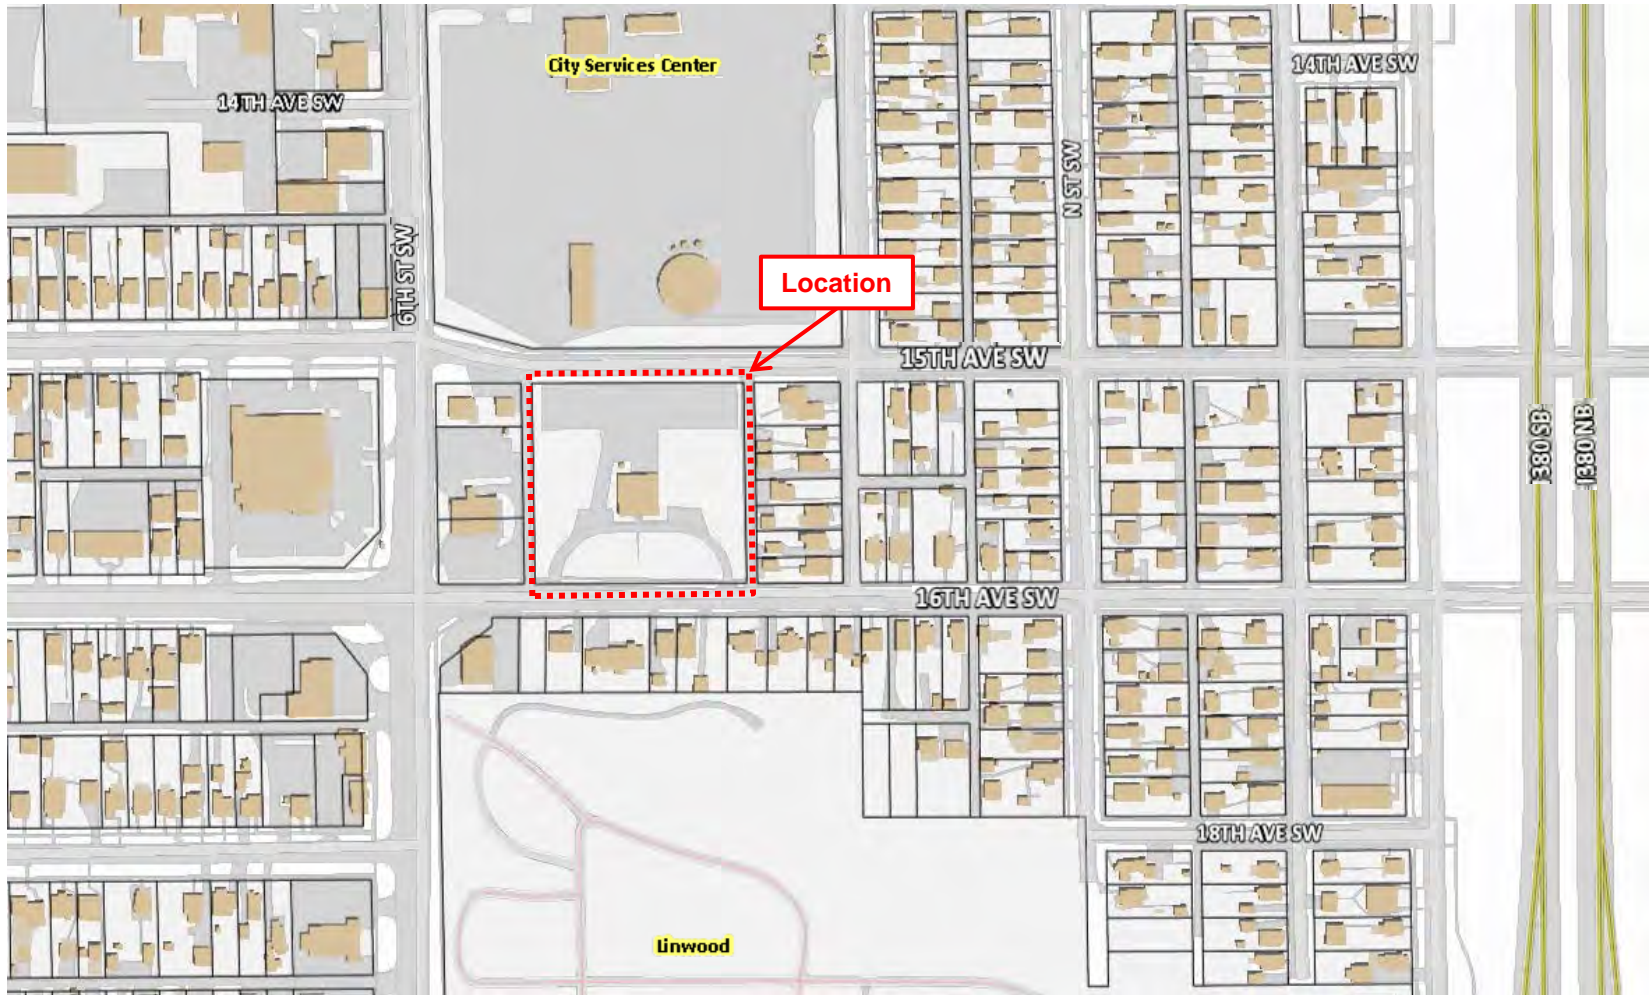 City Services Center
14TH AVE SW
14TH AVE SW
N ST SW
6TH ST SW
Location
15TH AVE SW
I380 SB
I380 NB
16TH AVE SW
18TH AVE SW
Linwood